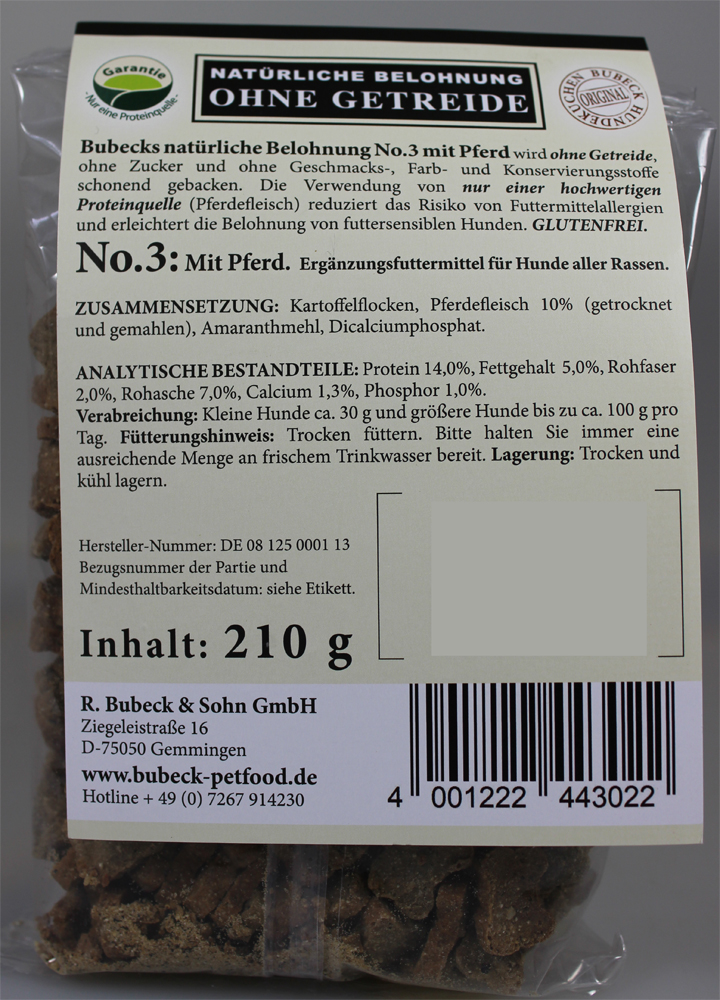 Garantie
- Nur eine Proteinquelle -
NATÜRLICHE BELOHNUNG
OHNE GETREIDE
BUBECK HUNDEKUCHEN
ORIGINAL
Bubecks natürliche Belohnung No.3 mit Pferd wird ohne Getreide,
ohne Zucker und ohne Geschmacks-, Farb- und Konservierungsstoffe
schonend gebacken. Die Verwendung von nur einer hochwertigen
Proteinquelle (Pferdefleisch) reduziert das Risiko von Futtermittelallergien
und erleichtert die Belohnung von futtersensiblen Hunden. GLUTENFREI.
No.3: Mit Pferd. Ergänzungsfuttermittel für Hunde aller Rassen.
ZUSAMMENSETZUNG: Kartoffelflocken, Pferdefleisch 10% (getrocknet
und gemahlen), Amaranthmehl, Dicalciumphosphat.
ANALYTISCHE BESTANDTEILE: Protein 14,0%, Fettgehalt 5,0%, Rohfaser
2,0%, Rohasche 7,0%, Calcium 1,3%, Phosphor 1,0%.
Verabreichung: Kleine Hunde ca. 30 g und größere Hunde bis zu ca. 100 g pro
Tag. Fütterungshinweis: Trocken füttern. Bitte halten Sie immer eine
ausreichende Menge an frischem Trinkwasser bereit. Lagerung: Trocken und
kühl lagern.
Hersteller-Nummer: DE 08 125 0001 13
Bezugsnummer der Partie und
Mindesthaltbarkeitsdatum: siehe Etikett.
Inhalt: 210 g
R. Bubeck & Sohn GmbH
Ziegeleistraße 16
D-75050 Gemmingen
www.bubeck-petfood.de
Hotline + 49 (0) 7267 914230
4 001222 443022